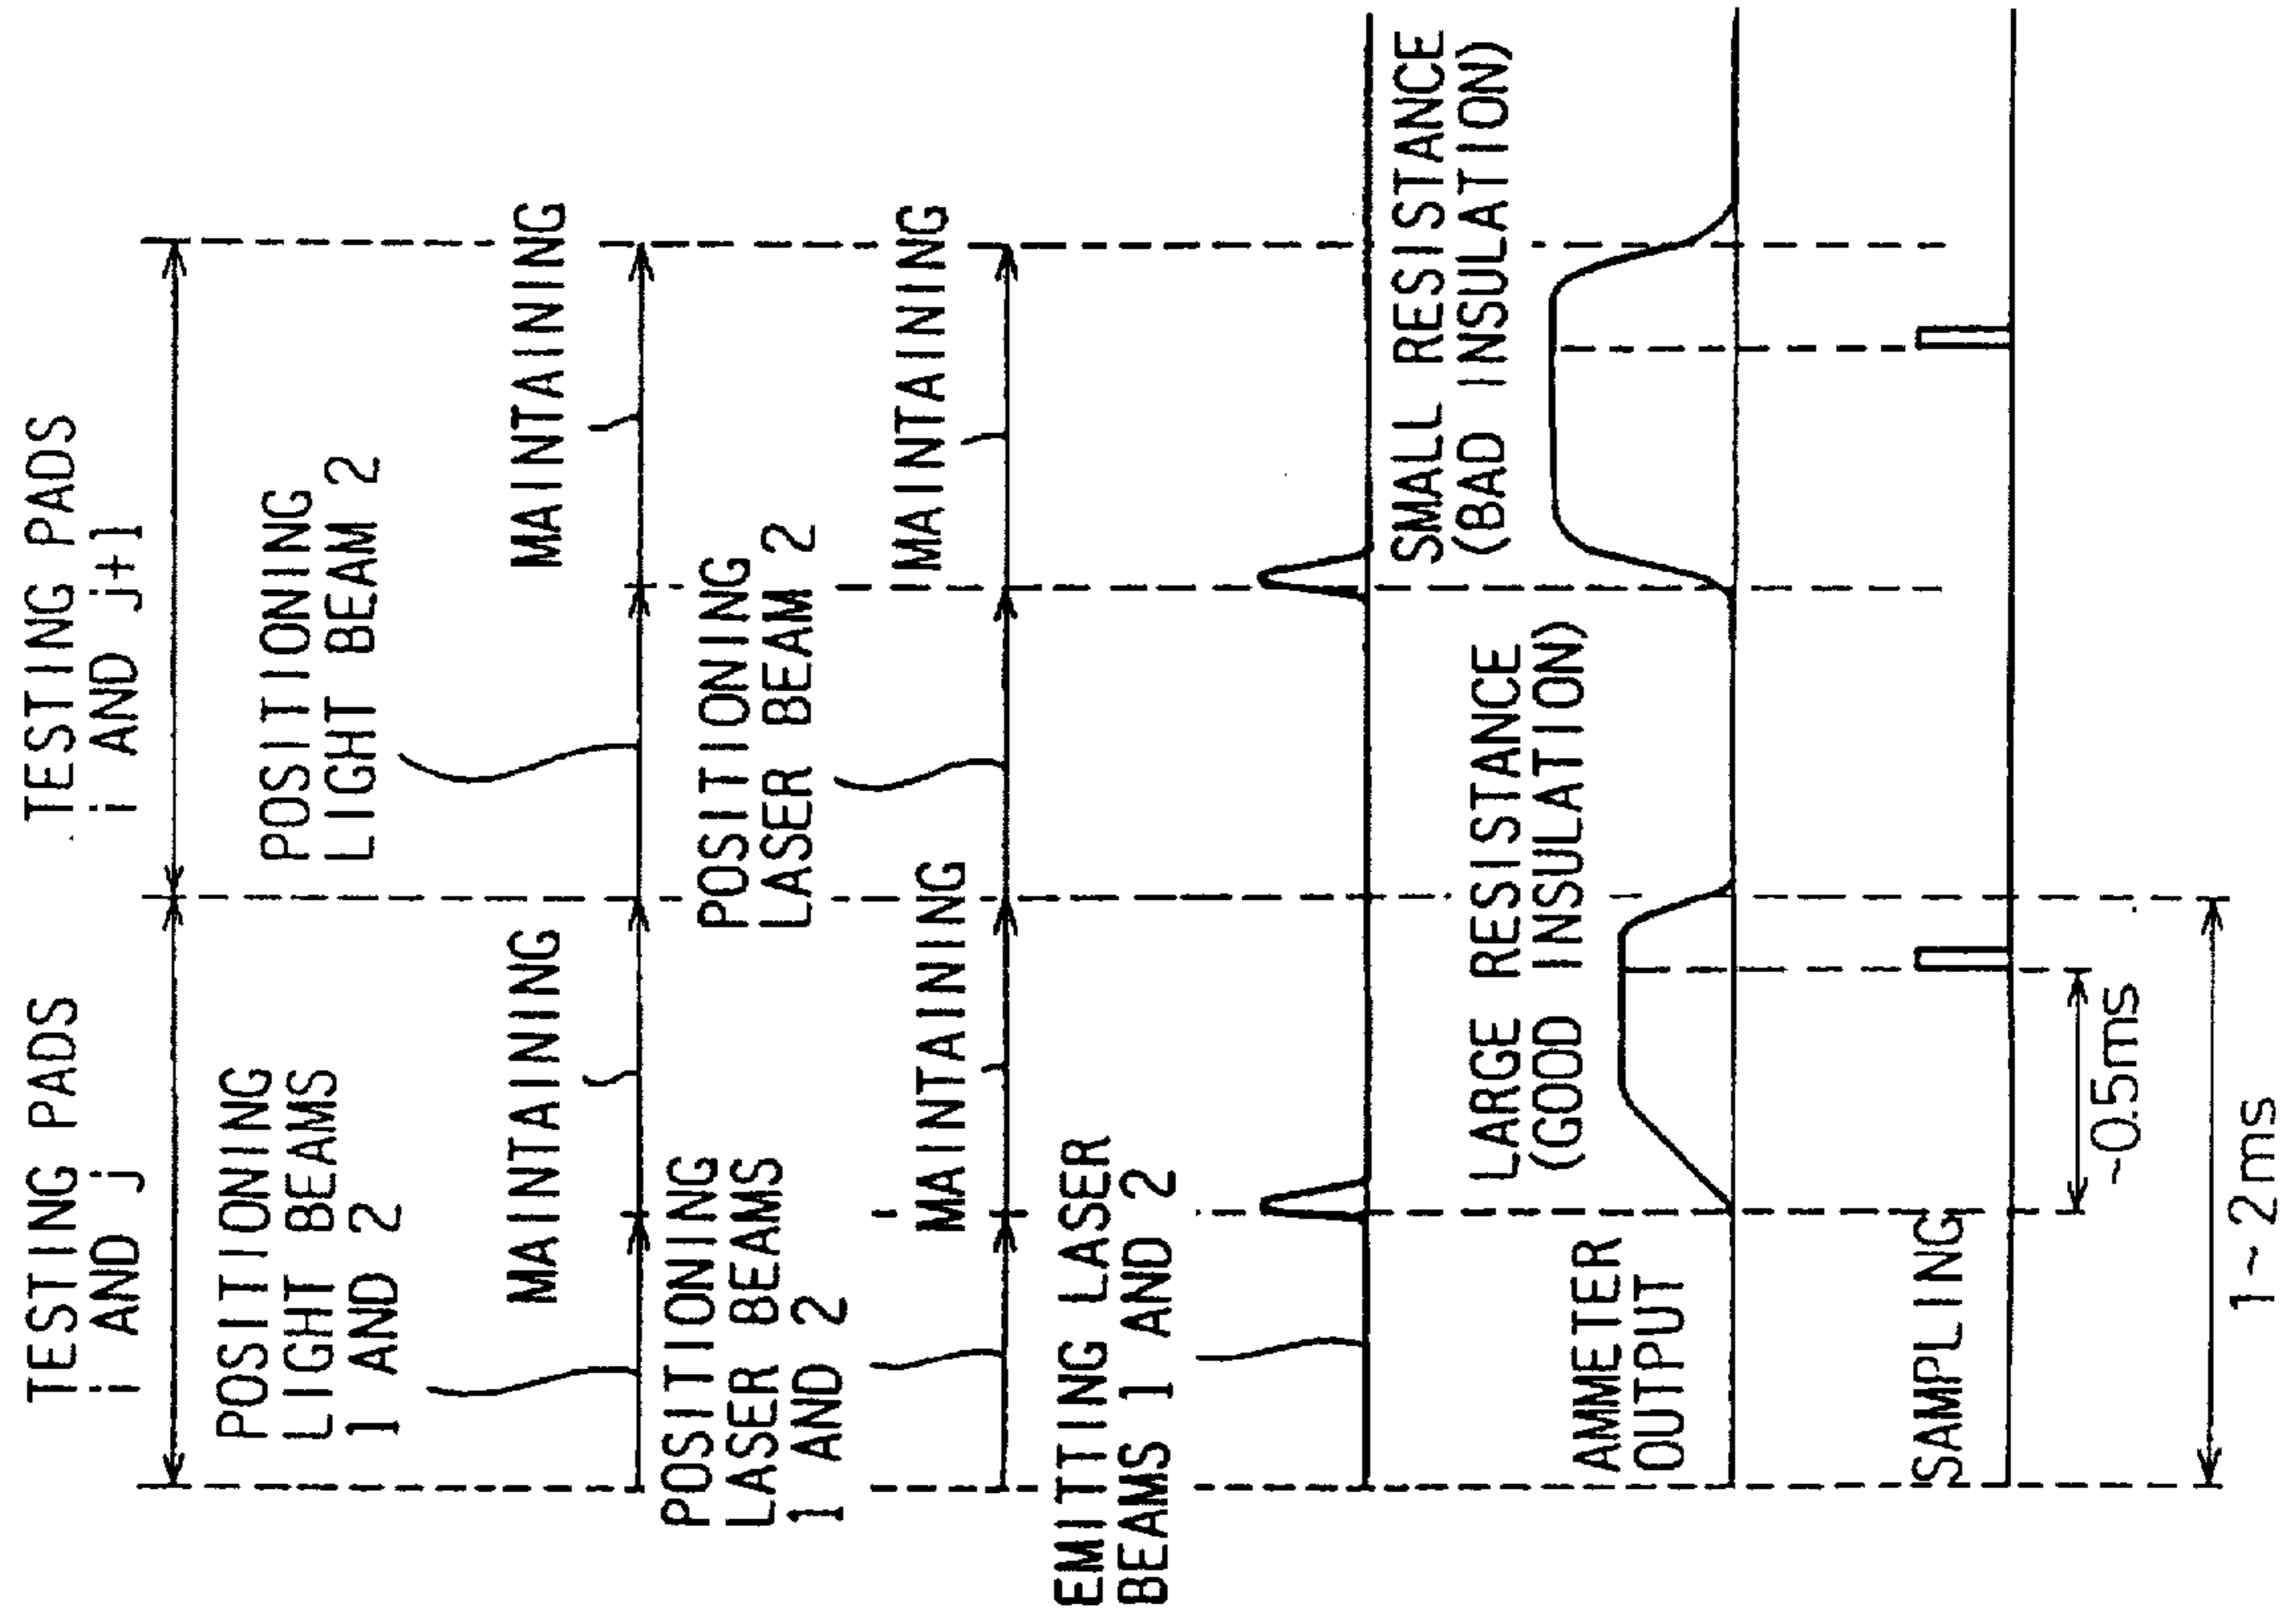 TESTING PADS
i AND j
TESTING PADS
i AND j+1
POSITIONING
LIGHT BEAMS
1 AND 2
POSITIONING
LIGHT BEAM 2
MAINTAINING
MAINTAINING
POSITIONING
LASER BEAMS
1 AND 2
POSITIONING
LASER BEAM 2
MAINTAINING
MAINTAINING
EMITTING LASER
BEAMS 1 AND 2
LARGE RESISTANCE
(GOOD INSULATION)
SMALL RESISTANCE
(BAD INSULATION)
AMMETER
OUTPUT
SAMPLING
~0.5ms
1~2ms